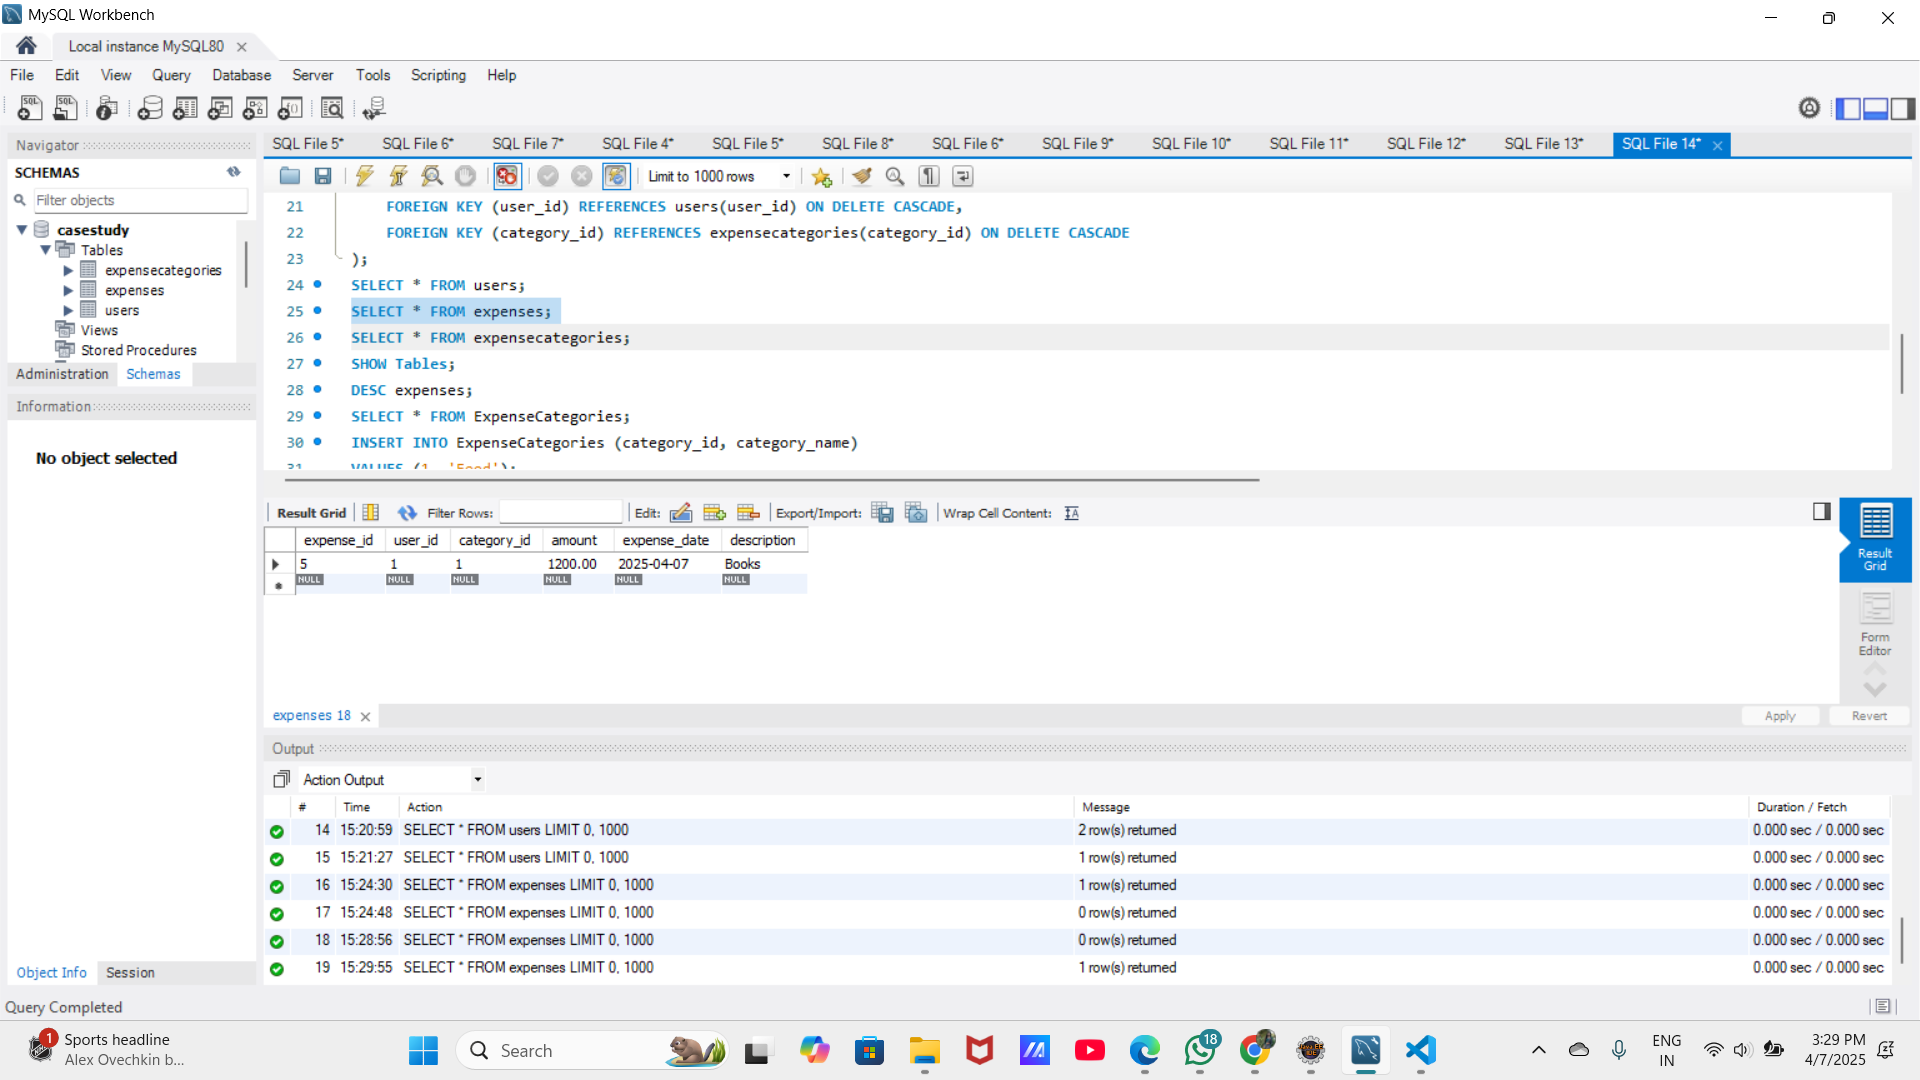 MySQL Workbench
Local instance MySQL80
File Edit View Query Database Server Tools Scripting Help
Navigator
SCHEMAS
Filter objects
casestudy
Tables
expensecategories
expenses
users
Views
Stored Procedures
Administration Schemas
Information
No object selected
Object Info Session
SQL File 5* SQL File 6* SQL File 7* SQL File 4* SQL File 5* SQL File 8* SQL File 6* SQL File 9* SQL File 10* SQL File 11* SQL File 12* SQL File 13* SQL File 14*
Limit to 1000 rows
21 FOREIGN KEY (user_id) REFERENCES users(user_id) ON DELETE CASCADE,
22 FOREIGN KEY (category_id) REFERENCES expensecategories(category_id) ON DELETE CASCADE
23 );
24 SELECT * FROM users;
25 SELECT * FROM expenses;
26 SELECT * FROM expensecategories;
27 SHOW Tables;
28 DESC expenses;
29 SELECT * FROM ExpenseCategories;
30 INSERT INTO ExpenseCategories (category_id, category_name)
31 VALUES (1, 'Food');
Result Grid Filter Rows: Edit: Export/Import: Wrap Cell Content:
expense_id user_id category_id amount expense_date description
5 1 1 1200.00 2025-04-07 Books
NULL NULL NULL NULL NULL NULL
Result
Grid
Form
Editor
expenses 18
Apply Revert
Output
Action Output
# Time Action Message Duration / Fetch
14 15:20:59 SELECT * FROM users LIMIT 0, 1000 2 row(s) returned 0.000 sec / 0.000 sec
15 15:21:27 SELECT * FROM users LIMIT 0, 1000 1 row(s) returned 0.000 sec / 0.000 sec
16 15:24:30 SELECT * FROM expenses LIMIT 0, 1000 1 row(s) returned 0.000 sec / 0.000 sec
17 15:24:48 SELECT * FROM expenses LIMIT 0, 1000 0 row(s) returned 0.000 sec / 0.000 sec
18 15:28:56 SELECT * FROM expenses LIMIT 0, 1000 0 row(s) returned 0.000 sec / 0.000 sec
19 15:29:55 SELECT * FROM expenses LIMIT 0, 1000 1 row(s) returned 0.000 sec / 0.000 sec
Query Completed
1
Sports headline
Alex Ovechkin b...
Search
18
ENG
IN
3:29 PM
4/7/2025